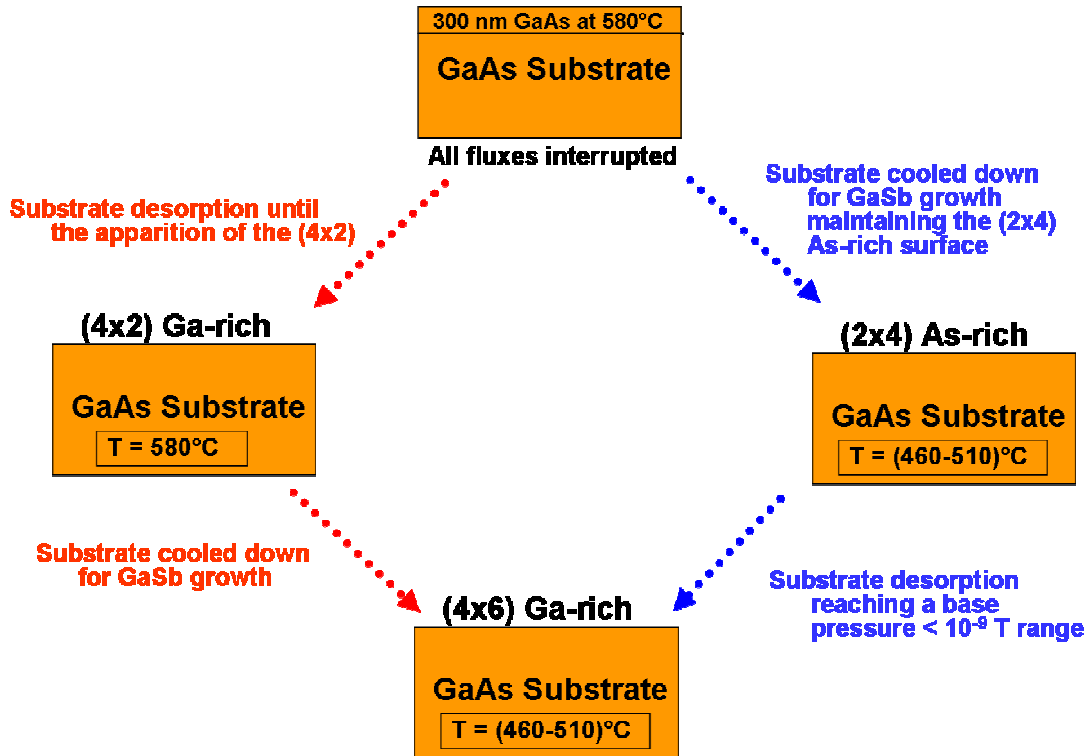 300 nm GaAs at 580°C
GaAs Substrate
All fluxes interrupted
Substrate desorption until
the apparition of the (4x2)
Substrate cooled down
for GaSb growth
maintaining the (2x4)
As-rich surface
(4x2) Ga-rich
GaAs Substrate
T = 580°C
(2x4) As-rich
GaAs Substrate
T = (460-510)°C
Substrate cooled down
for GaSb growth
Substrate desorption
reaching a base
pressure < 10⁻⁹ T range
(4x6) Ga-rich
GaAs Substrate
T = (460-510)°C